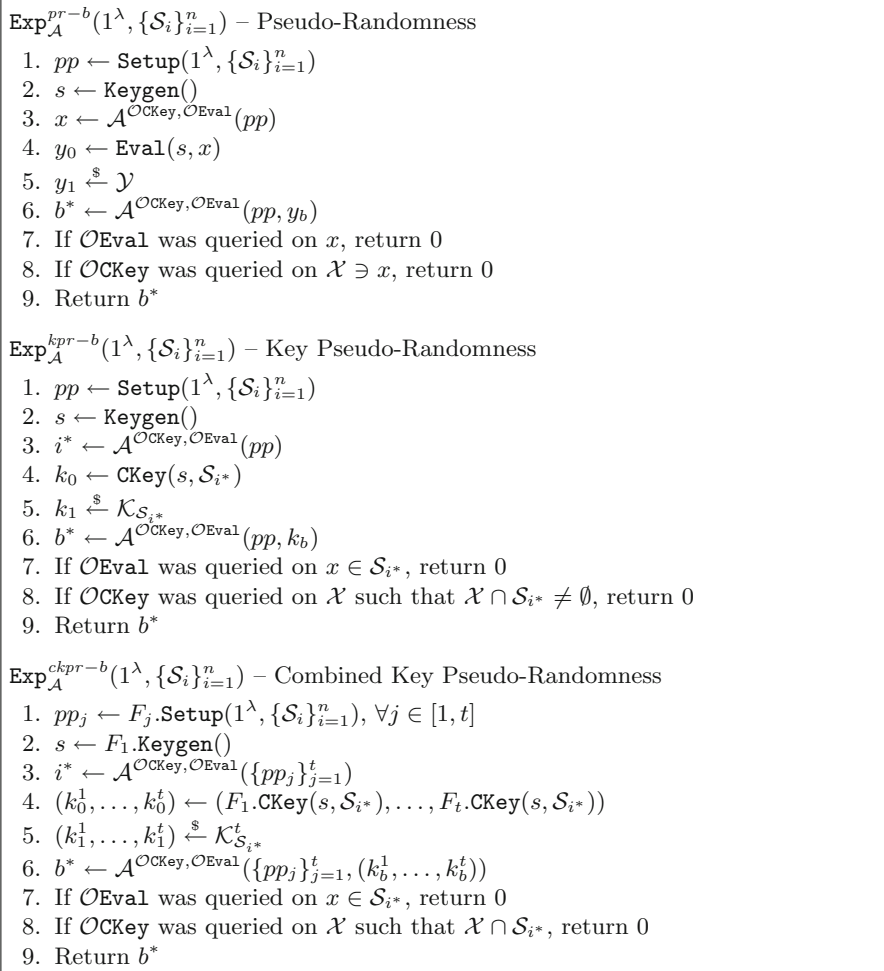 Exp_𝒜^{pr−b}(1^λ, {𝒮_i}_{i=1}^n) – Pseudo-Randomness
1. pp ← Setup(1^λ, {𝒮_i}_{i=1}^n)
2. s ← Keygen()
3. x ← 𝒜^{𝒪CKey,𝒪Eval}(pp)
4. y_0 ← Eval(s, x)
5. y_1 ←^$ 𝒴
6. b* ← 𝒜^{𝒪CKey,𝒪Eval}(pp, y_b)
7. If 𝒪Eval was queried on x, return 0
8. If 𝒪CKey was queried on 𝒳 ∋ x, return 0
9. Return b*
Exp_𝒜^{kpr−b}(1^λ, {𝒮_i}_{i=1}^n) – Key Pseudo-Randomness
1. pp ← Setup(1^λ, {𝒮_i}_{i=1}^n)
2. s ← Keygen()
3. i* ← 𝒜^{𝒪CKey,𝒪Eval}(pp)
4. k_0 ← CKey(s, 𝒮_{i*})
5. k_1 ←^$ 𝒦_{𝒮_{i*}}
6. b* ← 𝒜^{𝒪CKey,𝒪Eval}(pp, k_b)
7. If 𝒪Eval was queried on x ∈ 𝒮_{i*}, return 0
8. If 𝒪CKey was queried on 𝒳 such that 𝒳 ∩ 𝒮_{i*} ≠ ∅, return 0
9. Return b*
Exp_𝒜^{ckpr−b}(1^λ, {𝒮_i}_{i=1}^n) – Combined Key Pseudo-Randomness
1. pp_j ← F_j.Setup(1^λ, {𝒮_i}_{i=1}^n), ∀j ∈ [1, t]
2. s ← F_1.Keygen()
3. i* ← 𝒜^{𝒪CKey,𝒪Eval}({pp_j}_{j=1}^t)
4. (k_0^1, . . . , k_0^t) ← (F_1.CKey(s, 𝒮_{i*}), . . . , F_t.CKey(s, 𝒮_{i*}))
5. (k_1^1, . . . , k_1^t) ←^$ 𝒦_{𝒮_{i*}}^t
6. b* ← 𝒜^{𝒪CKey,𝒪Eval}({pp_j}_{j=1}^t, (k_b^1, . . . , k_b^t))
7. If 𝒪Eval was queried on x ∈ 𝒮_{i*}, return 0
8. If 𝒪CKey was queried on 𝒳 such that 𝒳 ∩ 𝒮_{i*}, return 0
9. Return b*